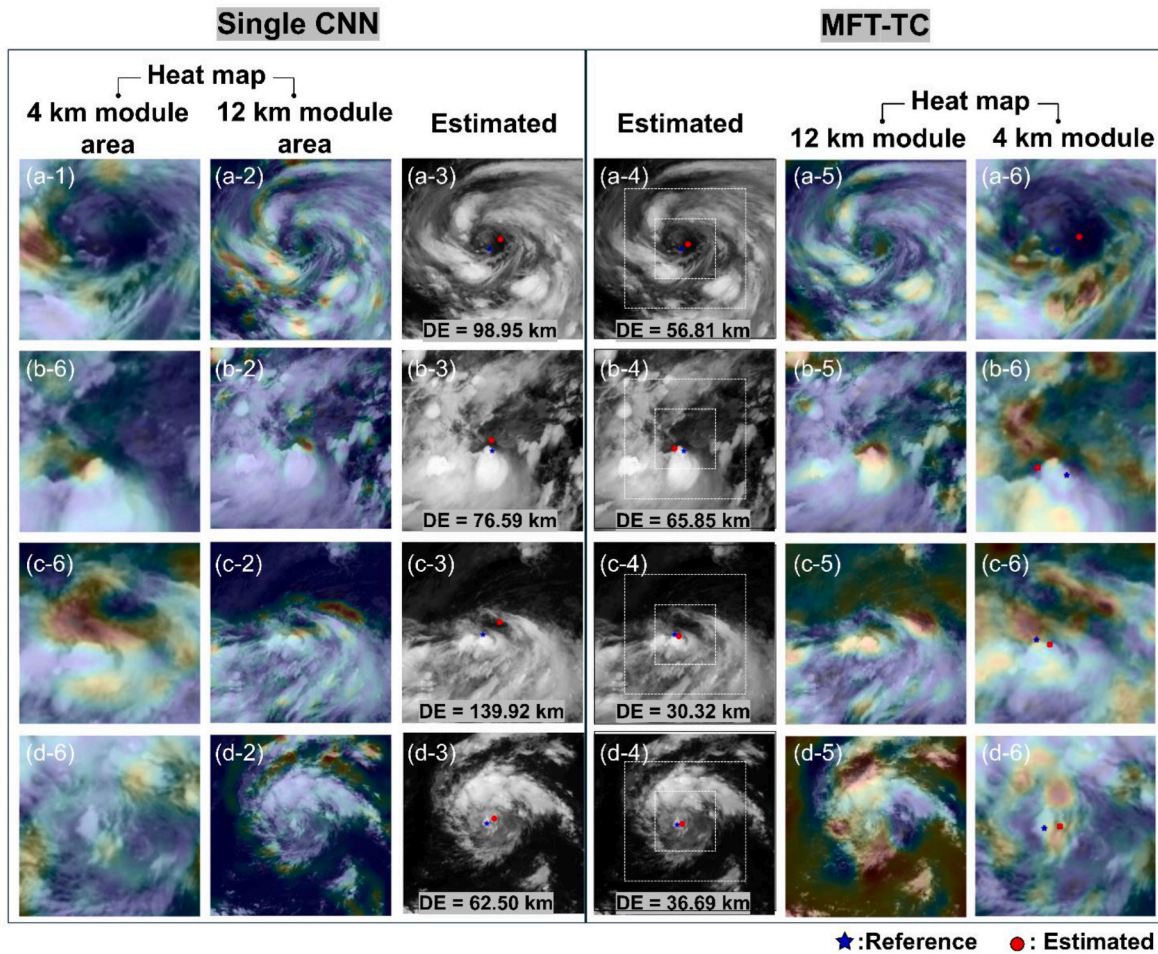 Single CNN
MFT-TC
Heat map
4 km module area
12 km module area
Estimated
Estimated
Heat map
12 km module
4 km module
(a-1)
(a-2)
(a-3)
(a-4)
(a-5)
(a-6)
DE = 98.95 km
DE = 56.81 km
(b-6)
(b-2)
(b-3)
(b-4)
(b-5)
(b-6)
DE = 76.59 km
DE = 65.85 km
(c-6)
(c-2)
(c-3)
(c-4)
(c-5)
(c-6)
DE = 139.92 km
DE = 30.32 km
(d-6)
(d-2)
(d-3)
(d-4)
(d-5)
(d-6)
DE = 62.50 km
DE = 36.69 km
:Reference
: Estimated